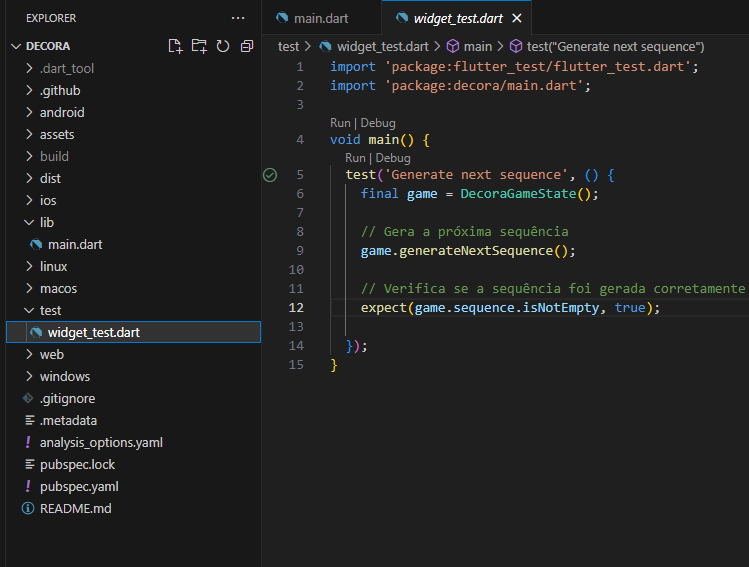 EXPLORER
DECORA
.dart_tool
.github
android
assets
build
dist
ios
lib
main.dart
linux
macos
test
widget_test.dart
web
windows
.gitignore
.metadata
! analysis_options.yaml
pubspec.lock
! pubspec.yaml
README.md
main.dart
widget_test.dart
test > widget_test.dart > main > test("Generate next sequence")
1 import 'package:flutter_test/flutter_test.dart';
2 import 'package:decora/main.dart';
3
Run | Debug
4 void main() {
Run | Debug
5 test('Generate next sequence', () {
6 final game = DecoraGameState();
7
8 // Gera a próxima sequência
9 game.generateNextSequence();
10
11 // Verifica se a sequência foi gerada corretamente
12 expect(game.sequence.isNotEmpty, true);
13
14 });
15 }